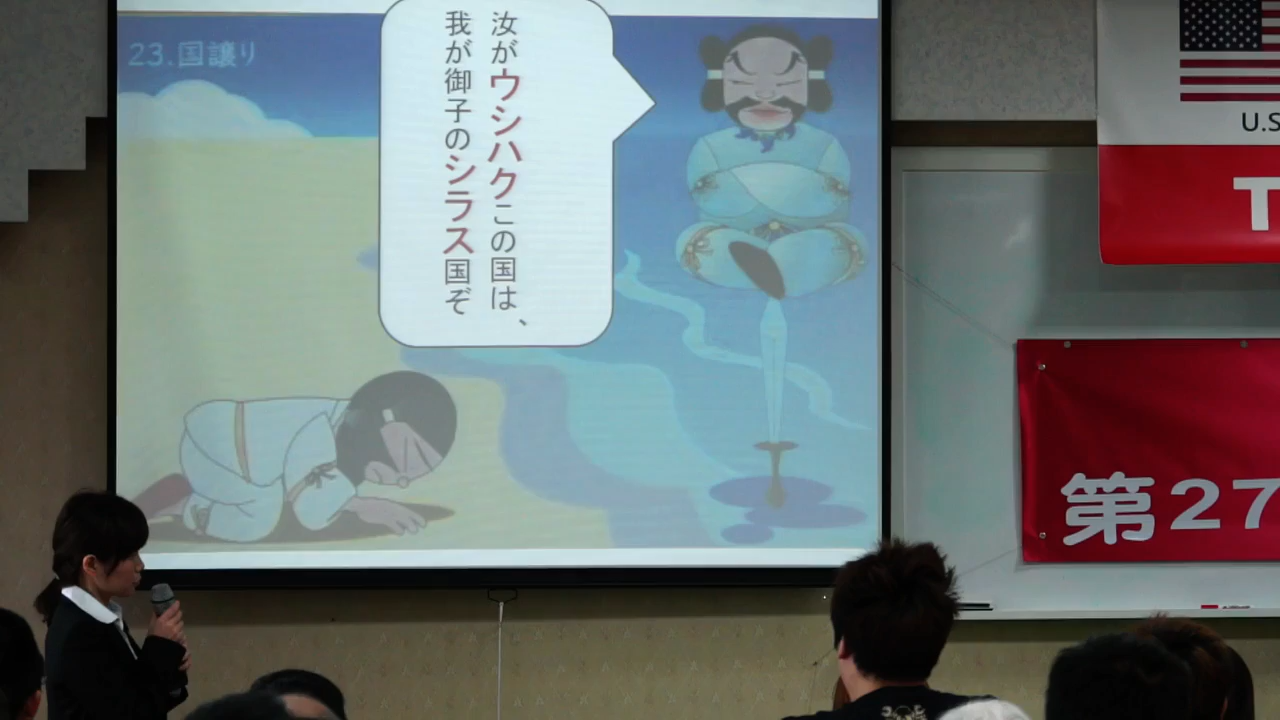 23.国譲り
汝がウシハクこの国は、
我が御子のシラス国ぞ
U.S
T
第27